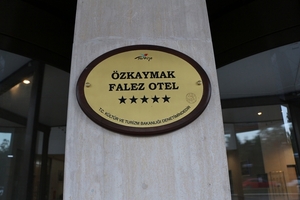 ÖZKAYMAK
FALEZ OTEL
★★★★★
T.C. KÜLTÜR VE TURİZM BAKANLIĞI DENETİMİNDEDİR